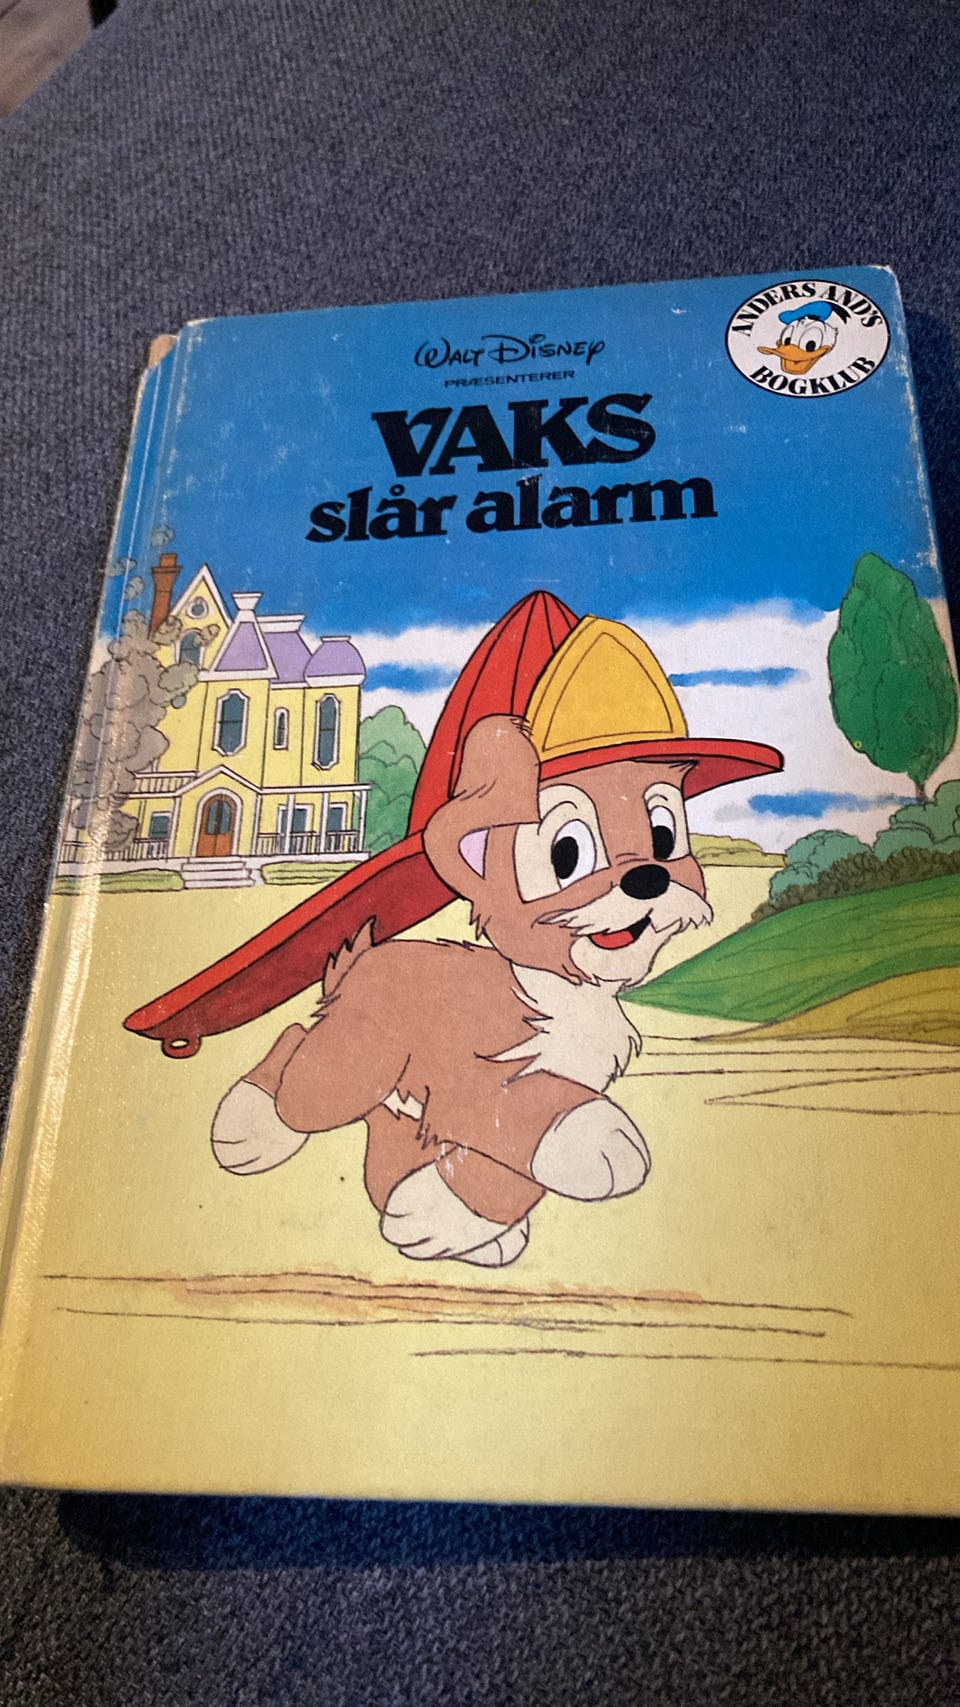 ANDERS AND'S
BOGKLUB
WALT DISNEY
PRÆSENTERER
VAKS
slår alarm